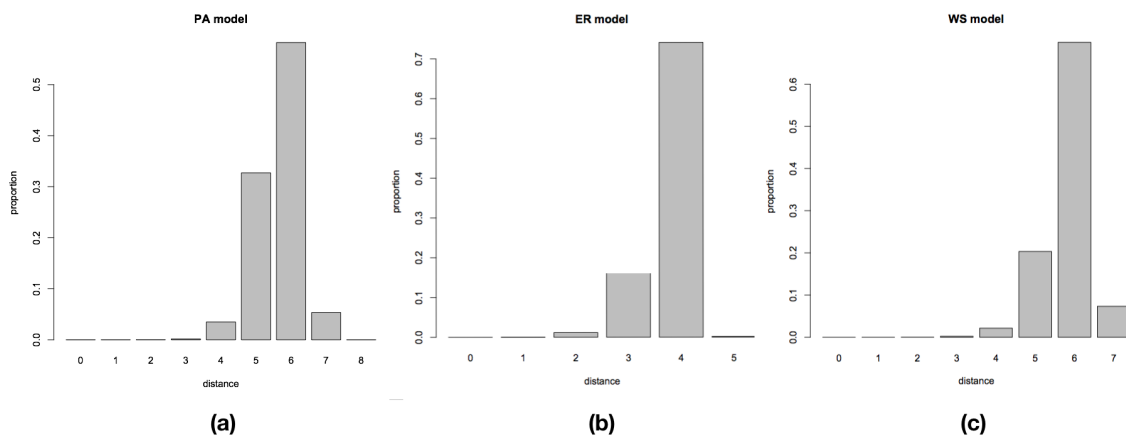 PA model
proportion
0.0 0.1 0.2 0.3 0.4 0.5
0 1 2 3 4 5 6 7 8
distance
(a)
ER model
proportion
0.0 0.1 0.2 0.3 0.4 0.5 0.6 0.7
0 1 2 3 4 5
distance
(b)
WS model
proportion
0.0 0.1 0.2 0.3 0.4 0.5 0.6
0 1 2 3 4 5 6 7
distance
(c)